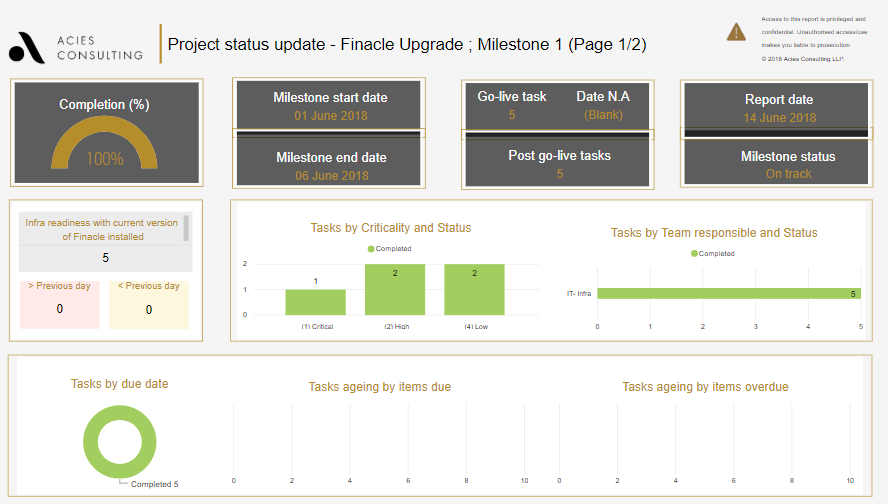 ACIES
CONSULTING
Project status update - Finacle Upgrade ; Milestone 1 (Page 1/2)
Access to this report is privileged and
confidential. Unauthorised access/use
makes you liable to prosecution
© 2018 Acies Consulting LLP.
Completion (%)
100%
Milestone start date
01 June 2018
Milestone end date
06 June 2018
Go-live task
5
Date N.A
(Blank)
Post go-live tasks
5
Report date
14 June 2018
Milestone status
On track
Infra readiness with current version
of Finacle installed
5
> Previous day
0
< Previous day
0
Tasks by Criticality and Status
Completed
2
1
0
1
2
2
(1) Critical
(2) High
(4) Low
Tasks by Team responsible and Status
Completed
IT- Infra
5
0 1 2 3 4 5
Tasks by due date
Completed 5
Tasks ageing by items due
0 2 4 6 8 10
Tasks ageing by items overdue
0 2 4 6 8 10